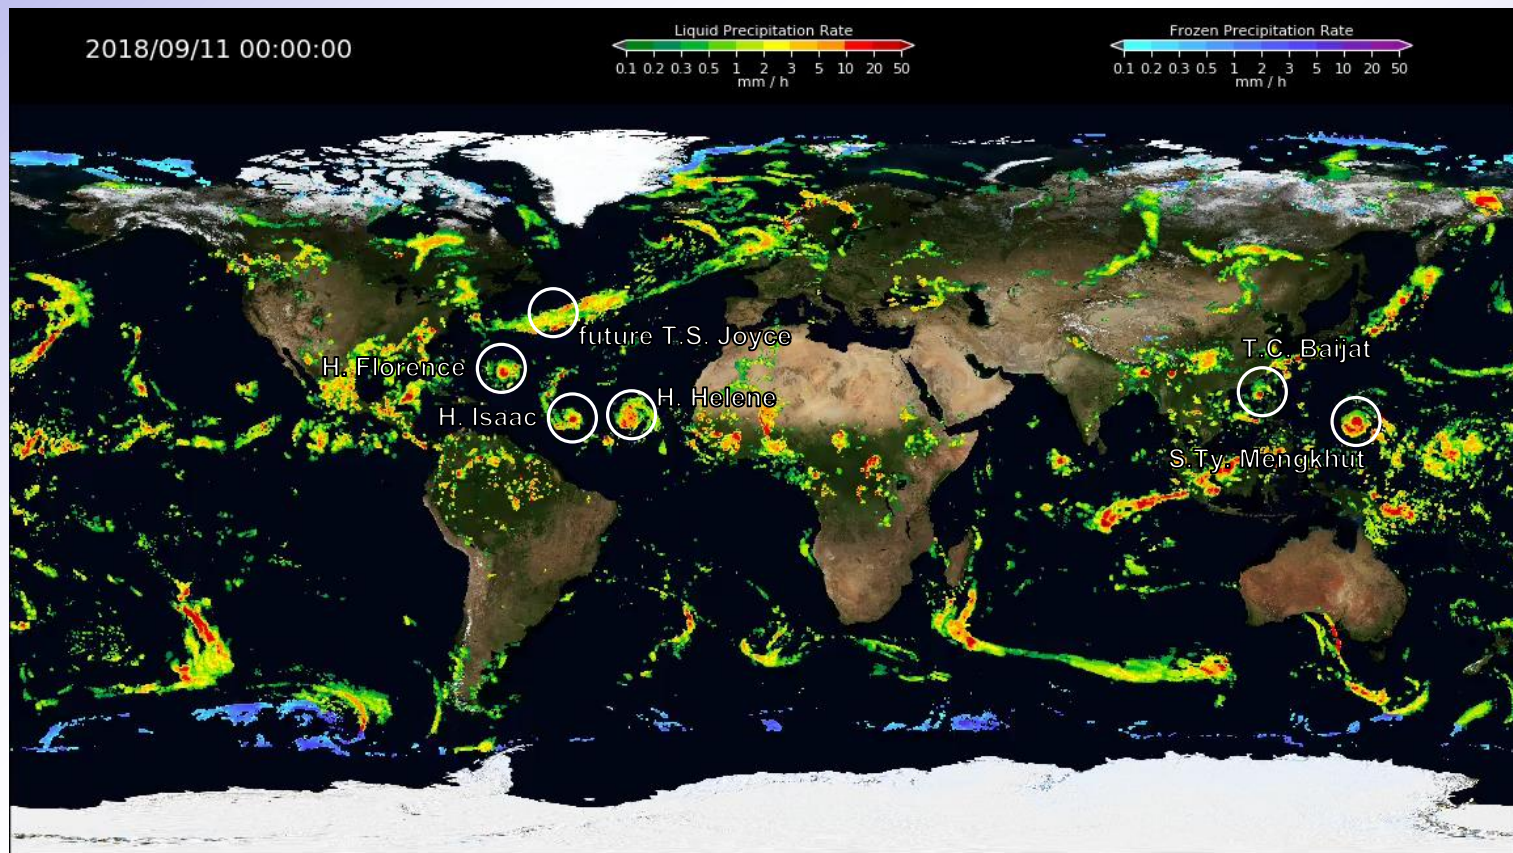 2018/09/11 00:00:00
Liquid Precipitation Rate
0.1 0.2 0.3 0.5 1 2 3 5 10 20 50
mm / h
Frozen Precipitation Rate
0.1 0.2 0.3 0.5 1 2 3 5 10 20 50
mm / h
future T.S. Joyce
H. Florence
T.C. Baijat
H. Helene
H. Isaac
S.Ty. Mengkhut